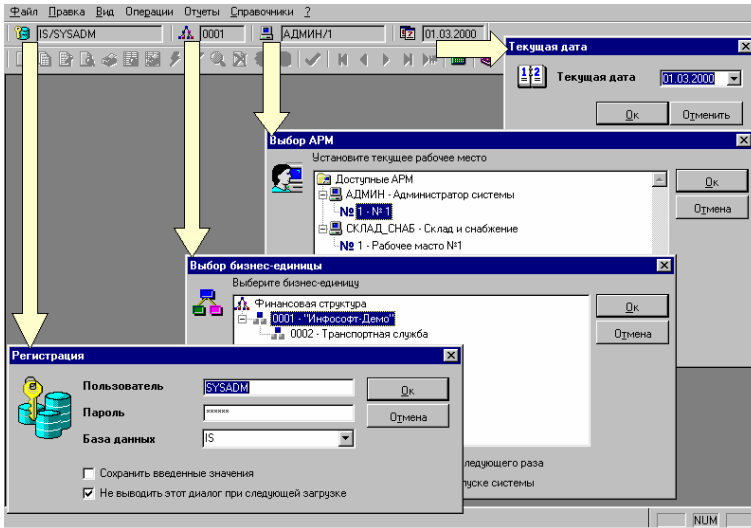 Файл Правка Вид Операции Отчеты Справочники ?
IS/SYSADM 0001 АДМИН/1 01.03.2000
Текущая дата
Текущая дата 01.03.2000
Ок Отменить
Выбор АРМ
Установите текущее рабочее место
Доступные АРМ
АДМИН - Администратор системы
№ 1 - № 1
СКЛАД_СНАБ - Склад и снабжение
№ 1 - Рабочее масто №1
Ок
Отмена
Выбор бизнес-единицы
Выберите бизнес-единицу
Финансовая структура
0001 - "Инфософт-Демо"
0002 - Транспортная служба
Ок
Отмена
ледующего раза
пуске системы
Регистрация
Пользователь SYSADM
Пароль ******
База данных IS
Ок
Отмена
Сохранить введенные значения
Не выводить этот диалог при следующей загрузке
NUM